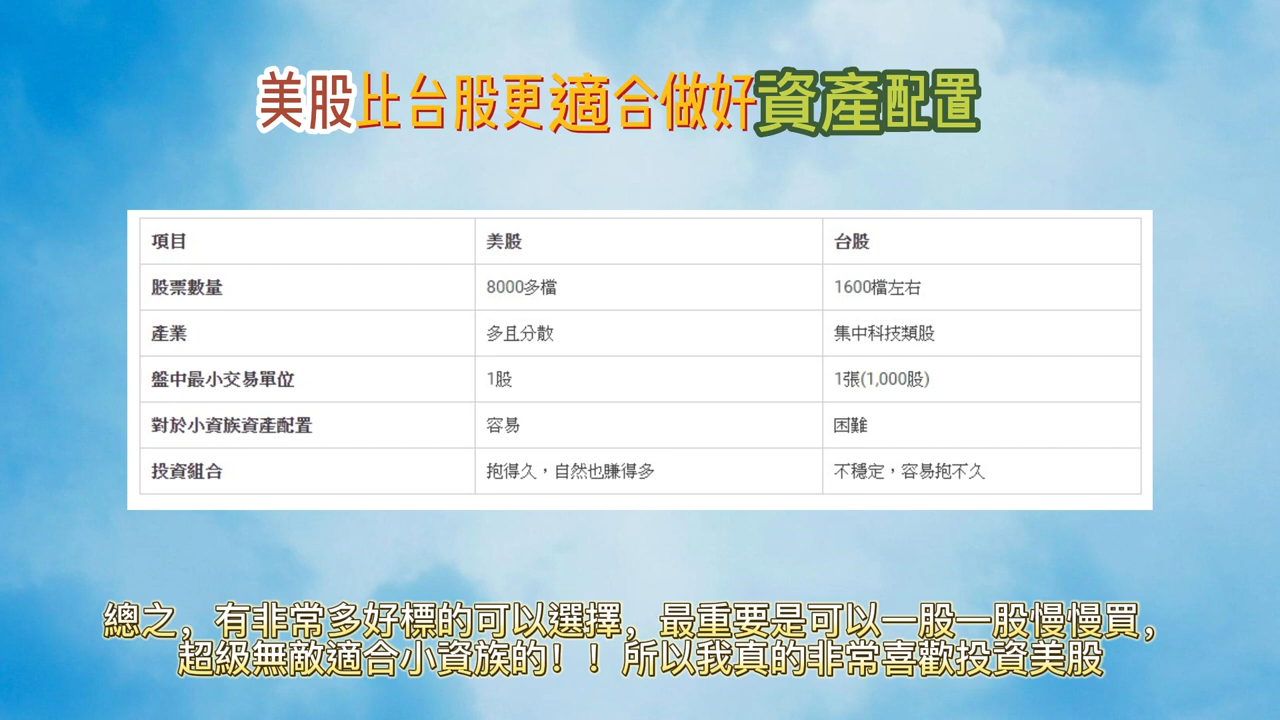 美股比台股更適合做好資產配置
項目 美股 台股
股票數量 8000多檔 1600檔左右
產業 多且分散 集中科技類股
盤中最小交易單位 1股 1張(1,000股)
對於小資族資產配置 容易 困難
投資組合 抱得久，自然也賺得多 不穩定，容易抱不久
總之，有非常多好標的可以選擇，最重要是可以一股一股慢慢買，
超級無敵適合小資族的！！所以我真的非常喜歡投資美股